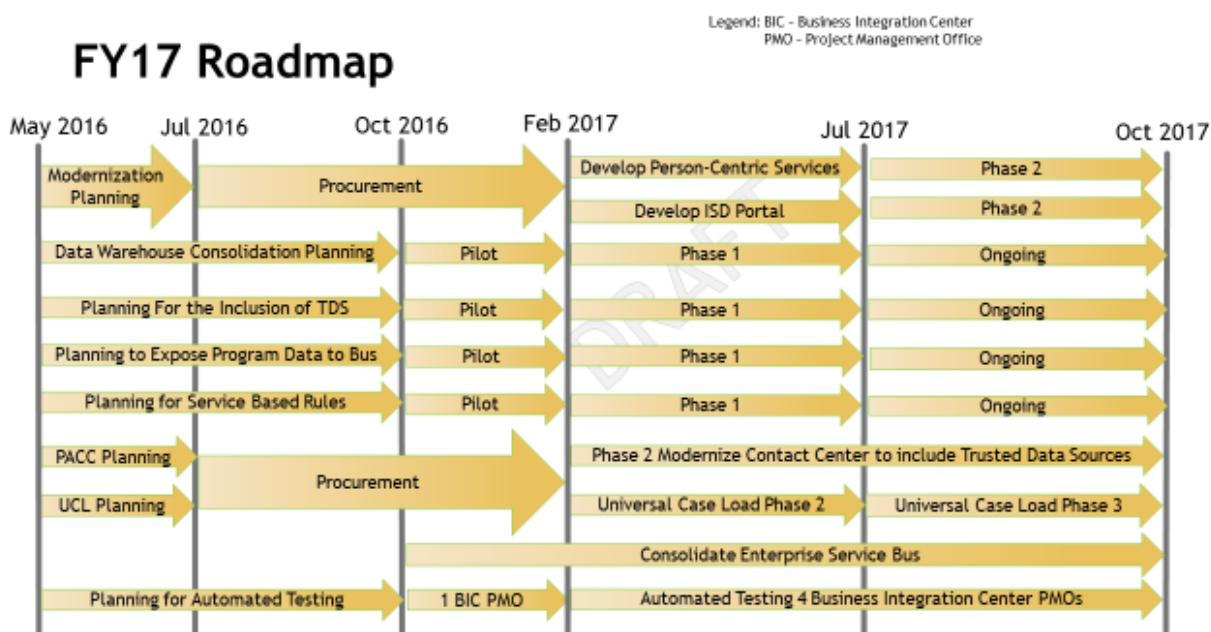 Legend: BIC - Business Integration Center
PMO - Project Management Office
FY17 Roadmap
May 2016
Jul 2016
Oct 2016
Feb 2017
Jul 2017
Oct 2017
Modernization
Planning
Procurement
Develop Person-Centric Services
Phase 2
Develop ISD Portal
Phase 2
Data Warehouse Consolidation Planning
Pilot
Phase 1
Ongoing
Planning For the Inclusion of TDS
Pilot
Phase 1
Ongoing
Planning to Expose Program Data to Bus
Pilot
Phase 1
Ongoing
Planning for Service Based Rules
Pilot
Phase 1
Ongoing
PACC Planning
UCL Planning
Procurement
Phase 2 Modernize Contact Center to include Trusted Data Sources
Universal Case Load Phase 2
Universal Case Load Phase 3
Consolidate Enterprise Service Bus
Planning for Automated Testing
1 BIC PMO
Automated Testing 4 Business Integration Center PMOs
DRAFT